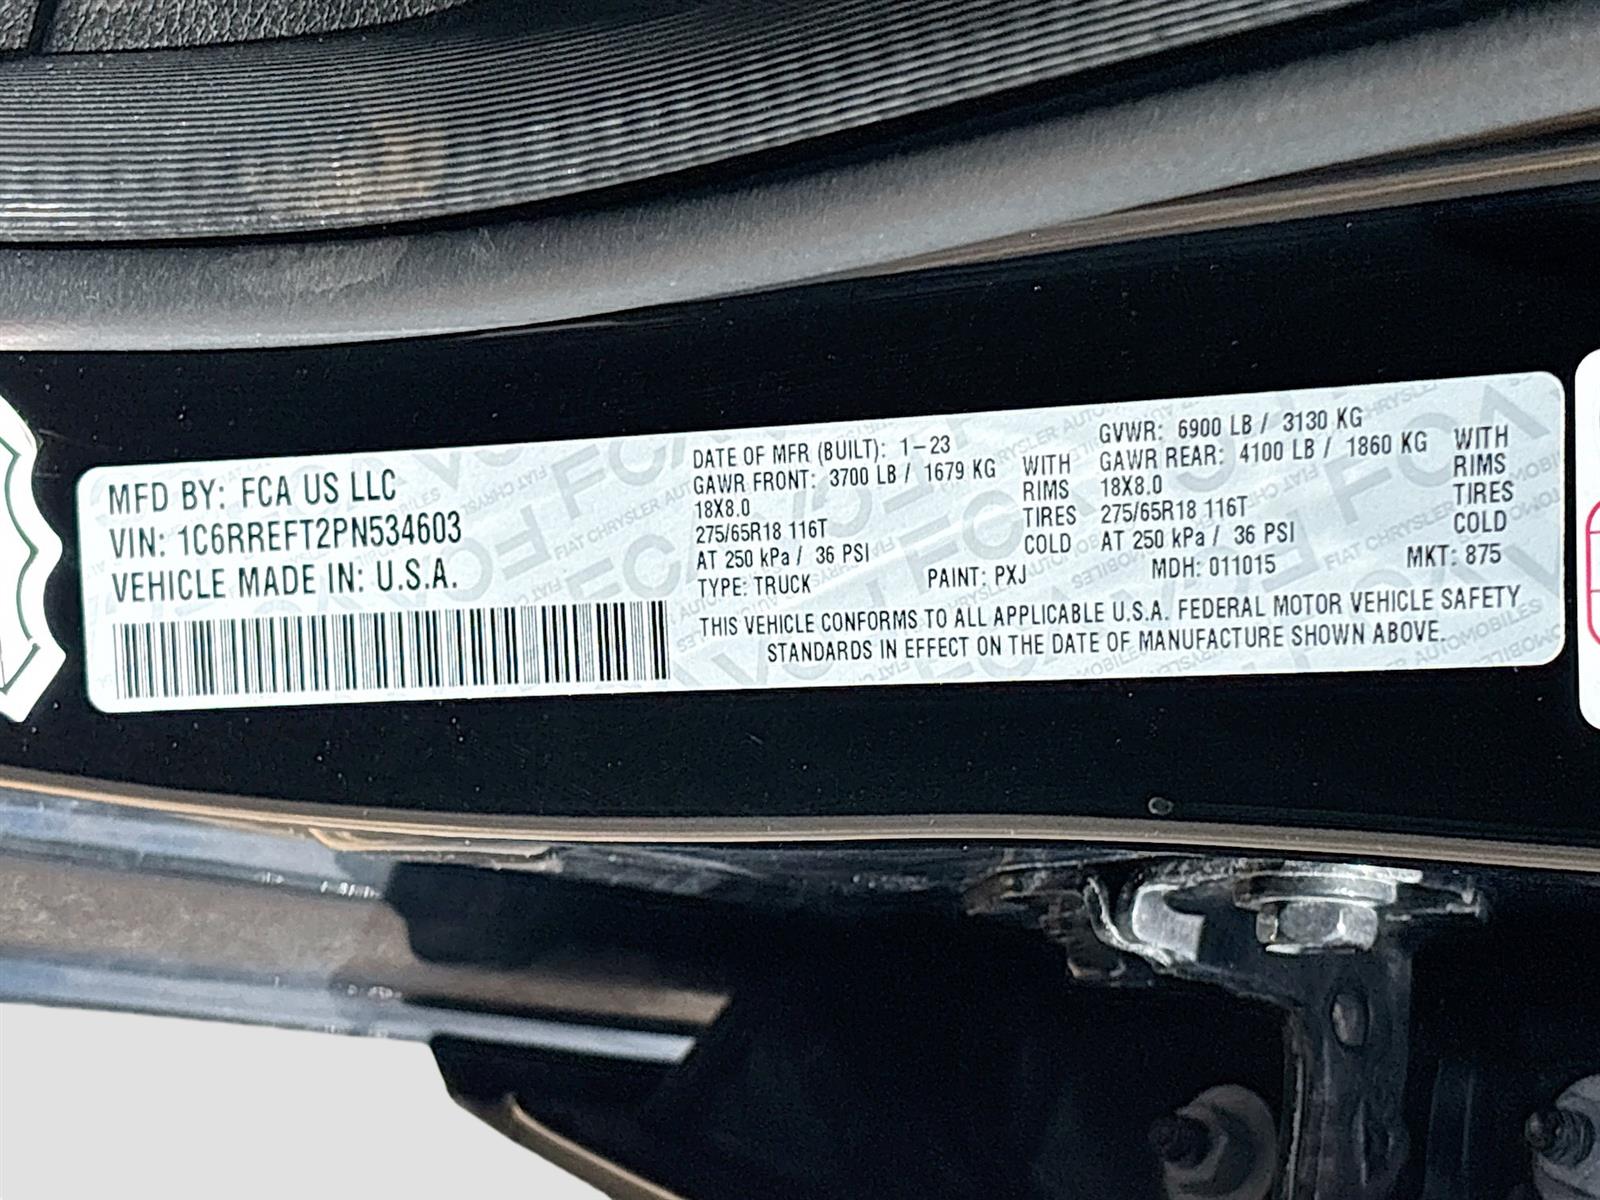 MFD BY: FCA US LLC
VIN: 1C6RREFT2PN534603
VEHICLE MADE IN: U.S.A.
DATE OF MFR (BUILT): 1-23
GAWR FRONT: 3700 LB / 1679 KG WITH
18X8.0 RIMS
275/65R18 116T TIRES
AT 250 kPa / 36 PSI COLD
GVWR: 6900 LB / 3130 KG
GAWR REAR: 4100 LB / 1860 KG WITH
18X8.0 RIMS
275/65R18 116T TIRES
AT 250 kPa / 36 PSI COLD
TYPE: TRUCK PAINT: PXJ MDH: 011015 MKT: 875
THIS VEHICLE CONFORMS TO ALL APPLICABLE U.S.A. FEDERAL MOTOR VEHICLE SAFETY
STANDARDS IN EFFECT ON THE DATE OF MANUFACTURE SHOWN ABOVE.